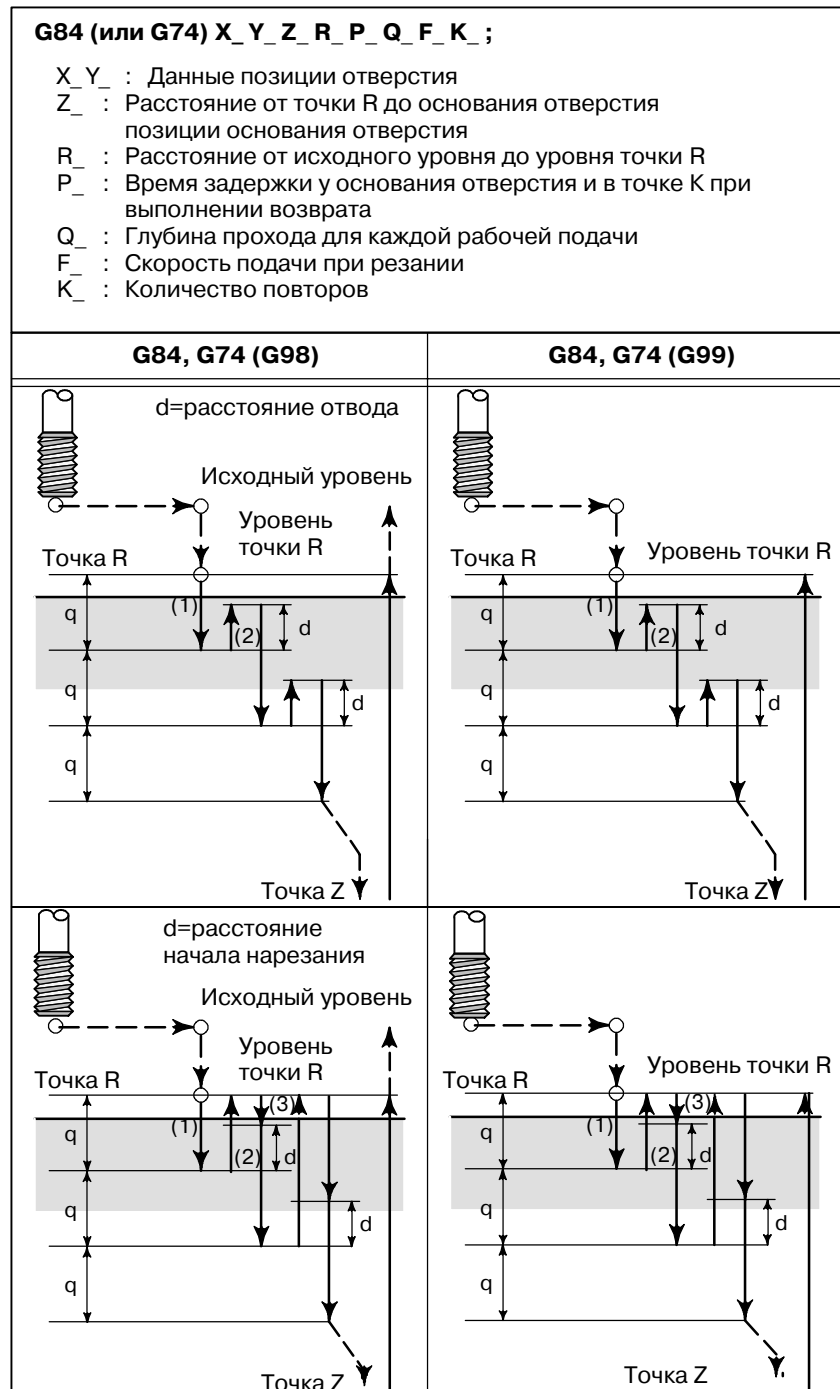 G84 (или G74) X_ Y_ Z_ R_ P_ Q_ F_ K_ ;
X_ Y_ : Данные позиции отверстия
Z_ : Расстояние от точки R до основания отверстия
позиции основания отверстия
R_ : Расстояние от исходного уровня до уровня точки R
P_ : Время задержки у основания отверстия и в точке К при
выполнении возврата
Q_ : Глубина прохода для каждой рабочей подачи
F_ : Скорость подачи при резании
K_ : Количество повторов
G84, G74 (G98)
G84, G74 (G99)
d=расстояние отвода
Исходный уровень
Уровень
точки R
Точка R
q
(1)
(2)
d
q
d
q
Точка Z
Точка R
Уровень точки R
q
(1)
(2)
d
q
d
q
Точка Z
d=расстояние
начала нарезания
Исходный уровень
Уровень
точки R
Точка R
q
(1)
(2)
(3)
d
q
d
q
Точка Z
Уровень точки R
Точка R
q
(1)
(2)
(3)
d
q
d
q
Точка Z